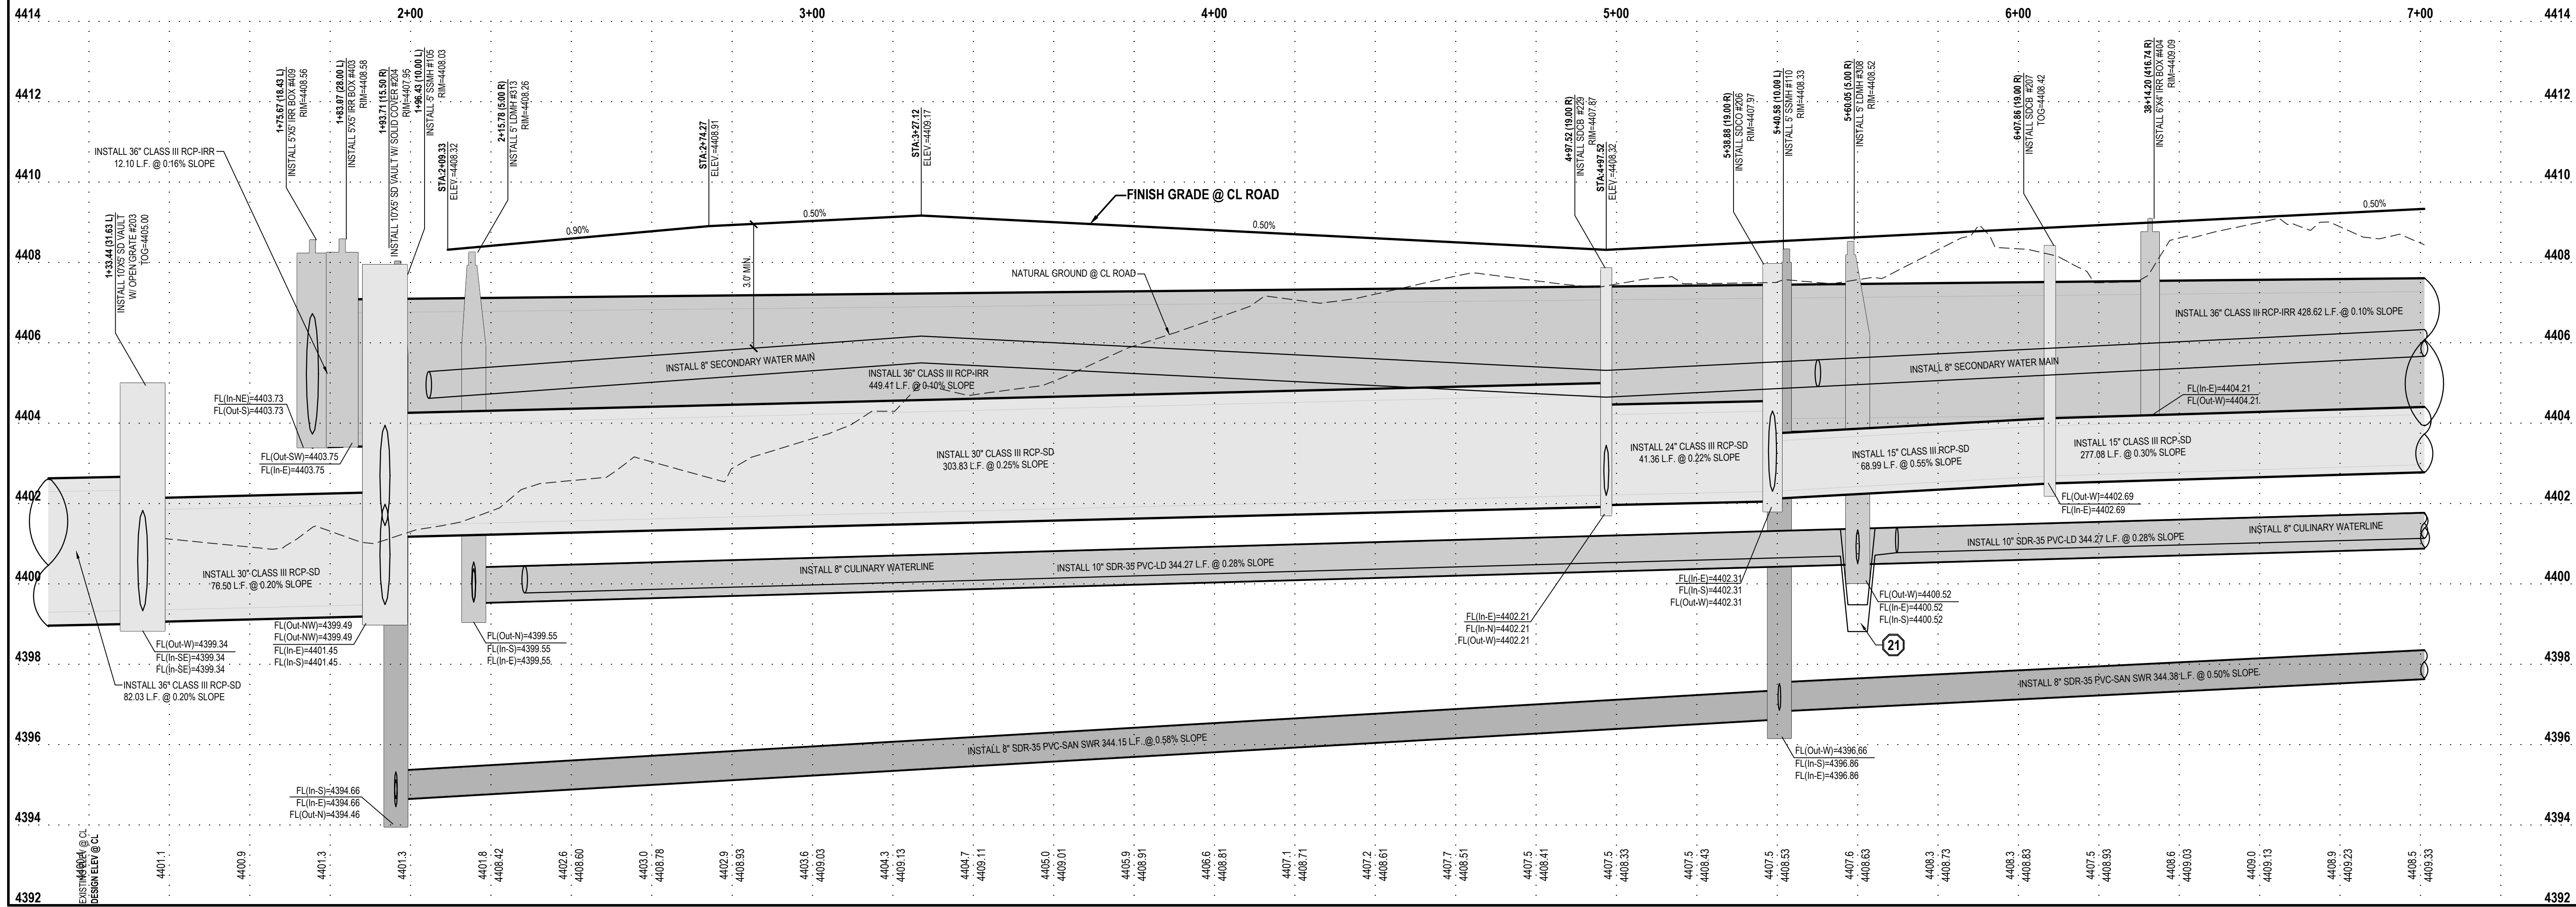 4414
2+00
3+00
4+00
5+00
6+00
7+00
4414
4412
4412
4410
4410
4408
4408
4406
4406
4404
4404
4402
4402
4400
4400
4398
4398
4396
4396
4394
4394
4392
4392
1+33.44 (31.63 L)
INSTALL 10'X5' SD VAULT
W/ OPEN GRATE #203
TOG=4405.00
INSTALL 36" CLASS III RCP-IRR
12.10 L.F. @ 0.16% SLOPE
1+75.67 (18.43 L)
INSTALL 5'X5' IRR BOX #409
RIM=4408.56
1+83.07 (28.00 L)
INSTALL 5'X5' IRR BOX #403
RIM=4408.58
1+93.71 (15.50 R)
INSTALL 10'X5' SD VAULT W/ SOLID COVER #204
RIM=4407.95
1+96.43 (10.00 L)
INSTALL 5' SSMH #105
RIM=4408.03
STA:2+09.33
ELEV.=4408.32
2+15.78 (5.00 R)
INSTALL 5' LDMH #313
RIM=4408.26
STA:2+74.27
ELEV.=4408.91
STA:3+27.12
ELEV.=4409.17
4+97.52 (19.00 R)
INSTALL SDCB #229
RIM=4407.87
STA:4+97.52
ELEV.=4408.32
5+38.88 (19.00 R)
INSTALL SDCO #206
RIM=4407.97
5+40.58 (10.00 L)
INSTALL 5' SSMH #110
RIM=4408.33
5+60.05 (5.00 R)
INSTALL 5' LDMH #308
RIM=4408.52
6+07.86 (19.00 R)
INSTALL SDCB #207
TOG=4408.42
38+14.20 (416.74 R)
INSTALL 6'X4' IRR BOX #404
RIM=4409.09
FINISH GRADE @ CL ROAD
0.90%
0.50%
0.50%
0.50%
3.0' MIN.
NATURAL GROUND @ CL ROAD
INSTALL 8" SECONDARY WATER MAIN
INSTALL 36" CLASS III RCP-IRR
449.41 L.F. @ 0.10% SLOPE
INSTALL 36" CLASS III RCP-IRR 428.62 L.F. @ 0.10% SLOPE
INSTALL 8" SECONDARY WATER MAIN
FL(In-NE)=4403.73
FL(Out-S)=4403.73
FL(Out-SW)=4403.75
FL(In-E)=4403.75
FL(In-E)=4404.21
FL(Out-W)=4404.21
INSTALL 30" CLASS III RCP-SD
303.83 L.F. @ 0.25% SLOPE
INSTALL 24" CLASS III RCP-SD
41.36 L.F. @ 0.22% SLOPE
INSTALL 15" CLASS III RCP-SD
68.99 L.F. @ 0.55% SLOPE
INSTALL 15" CLASS III RCP-SD
277.08 L.F. @ 0.30% SLOPE
FL(Out-W)=4402.69
FL(In-E)=4402.69
INSTALL 30" CLASS III RCP-SD
76.50 L.F. @ 0.20% SLOPE
INSTALL 8" CULINARY WATERLINE
INSTALL 10" SDR-35 PVC-LD 344.27 L.F. @ 0.28% SLOPE
INSTALL 10" SDR-35 PVC-LD 344.27 L.F. @ 0.28% SLOPE
INSTALL 8" CULINARY WATERLINE
FL(Out-W)=4399.34
FL(In-SE)=4399.34
FL(In-SE)=4399.34
INSTALL 36" CLASS III RCP-SD
82.03 L.F. @ 0.20% SLOPE
FL(Out-NW)=4399.49
FL(Out-NW)=4399.49
FL(In-E)=4401.45
FL(In-S)=4401.45
FL(Out-N)=4399.55
FL(In-S)=4399.55
FL(In-E)=4399.55
FL(In-E)=4402.21
FL(In-N)=4402.21
FL(Out-W)=4402.21
FL(In-E)=4402.31
FL(In-S)=4402.31
FL(Out-W)=4402.31
FL(Out-W)=4400.52
FL(In-E)=4400.52
FL(In-S)=4400.52
21
INSTALL 8" SDR-35 PVC-SAN SWR 344.15 L.F. @ 0.58% SLOPE
INSTALL 8" SDR-35 PVC-SAN SWR 344.38 L.F. @ 0.50% SLOPE
FL(Out-W)=4396.66
FL(In-S)=4396.86
FL(In-E)=4396.86
FL(In-S)=4394.66
FL(In-E)=4394.66
FL(Out-N)=4394.46
EXISTING ELEV @ CL
DESIGN ELEV @ CL
4401.1
4400.9
4401.3
4401.3
4401.8
4408.42
4402.6
4408.60
4403.0
4408.78
4402.9
4408.93
4403.6
4409.03
4404.3
4409.13
4404.7
4409.11
4405.0
4409.01
4405.9
4408.91
4406.6
4408.81
4407.1
4408.71
4407.2
4408.61
4407.7
4408.51
4407.5
4408.41
4407.5
4408.33
4407.5
4408.43
4407.5
4408.53
4407.6
4408.63
4408.3
4408.73
4408.3
4408.83
4407.5
4408.93
4408.6
4409.03
4409.0
4409.13
4408.9
4409.23
4408.5
4409.33